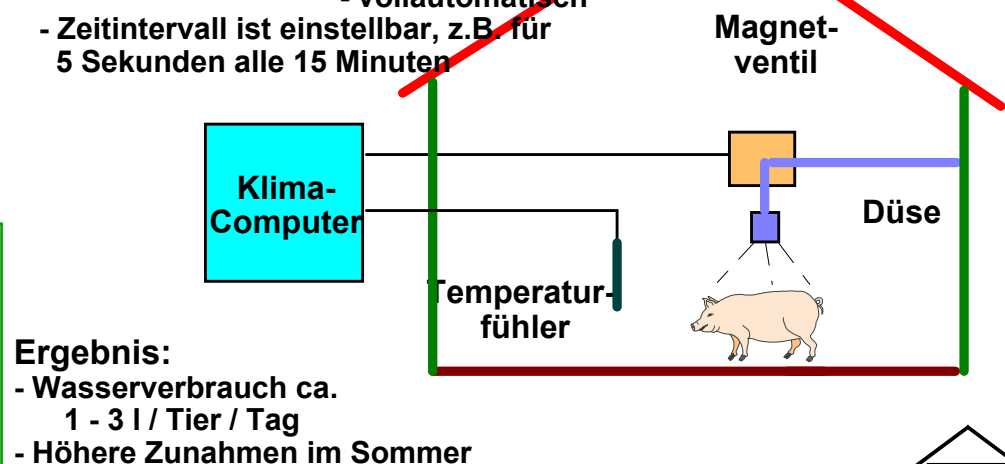 - vollautomatisch
- Zeitintervall ist einstellbar, z.B. für
5 Sekunden alle 15 Minuten
Magnet-
ventil
Klima-
Computer
Düse
Temperatur-
fühler
Ergebnis:
- Wasserverbrauch ca.
1 - 3 l / Tier / Tag
- Höhere Zunahmen im Sommer